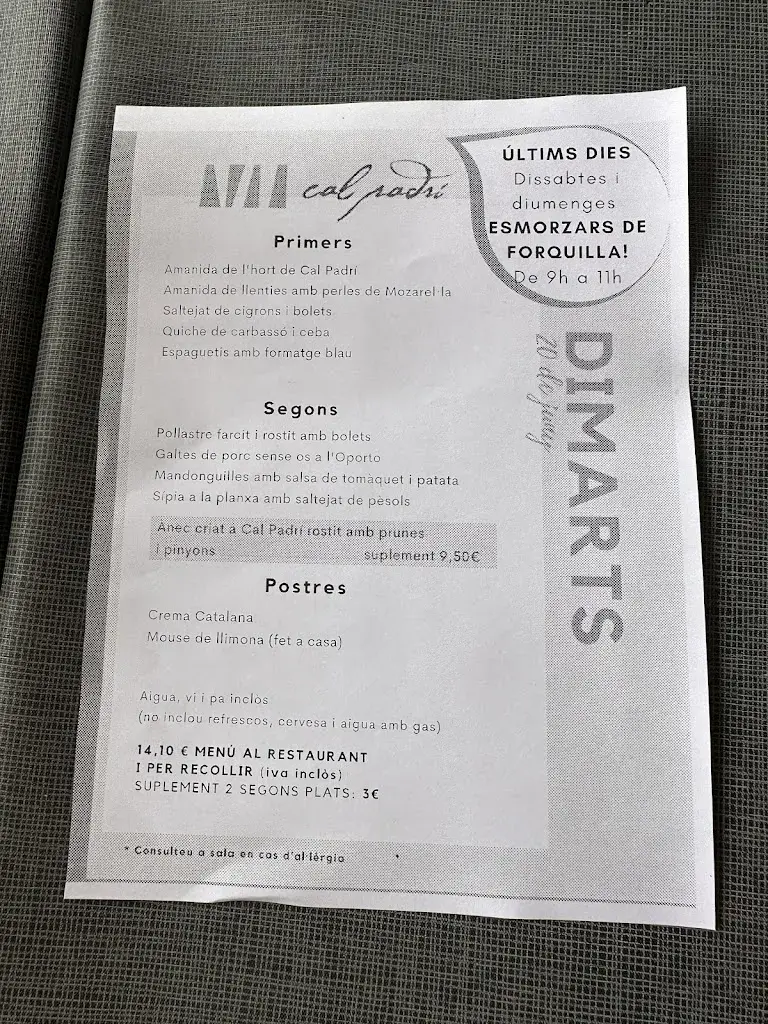 cal padrí
ÚLTIMS DIES
Dissabtes i
diumenges
ESMORZARS DE
FORQUILLA!
De 9h a 11h
DIMARTS
20 de juny
Primers
Amanida de l'hort de Cal Padrí
Amanida de llenties amb perles de Mozarel·la
Saltejat de cigrons i bolets
Quiche de carbassó i ceba
Espaguetis amb formatge blau
Segons
Pollastre farcit i rostit amb bolets
Galtes de porc sense os a l'Oporto
Mandonguilles amb salsa de tomaquet i patata
Sípia a la planxa amb saltejat de pèsols
Ànec criat a Cal Padrí rostit amb prunes
i pinyons suplement 9,50€
Postres
Crema Catalana
Mouse de llimona (fet a casa)
Aigua, vi i pa inclòs
(no inclou refrescos, cervesa i aigua amb gas)
14,10 € MENÚ AL RESTAURANT
I PER RECOLLIR (iva inclòs)
SUPLEMENT 2 SEGONS PLATS: 3€
* Consulteu a sala en cas d'al·lèrgia